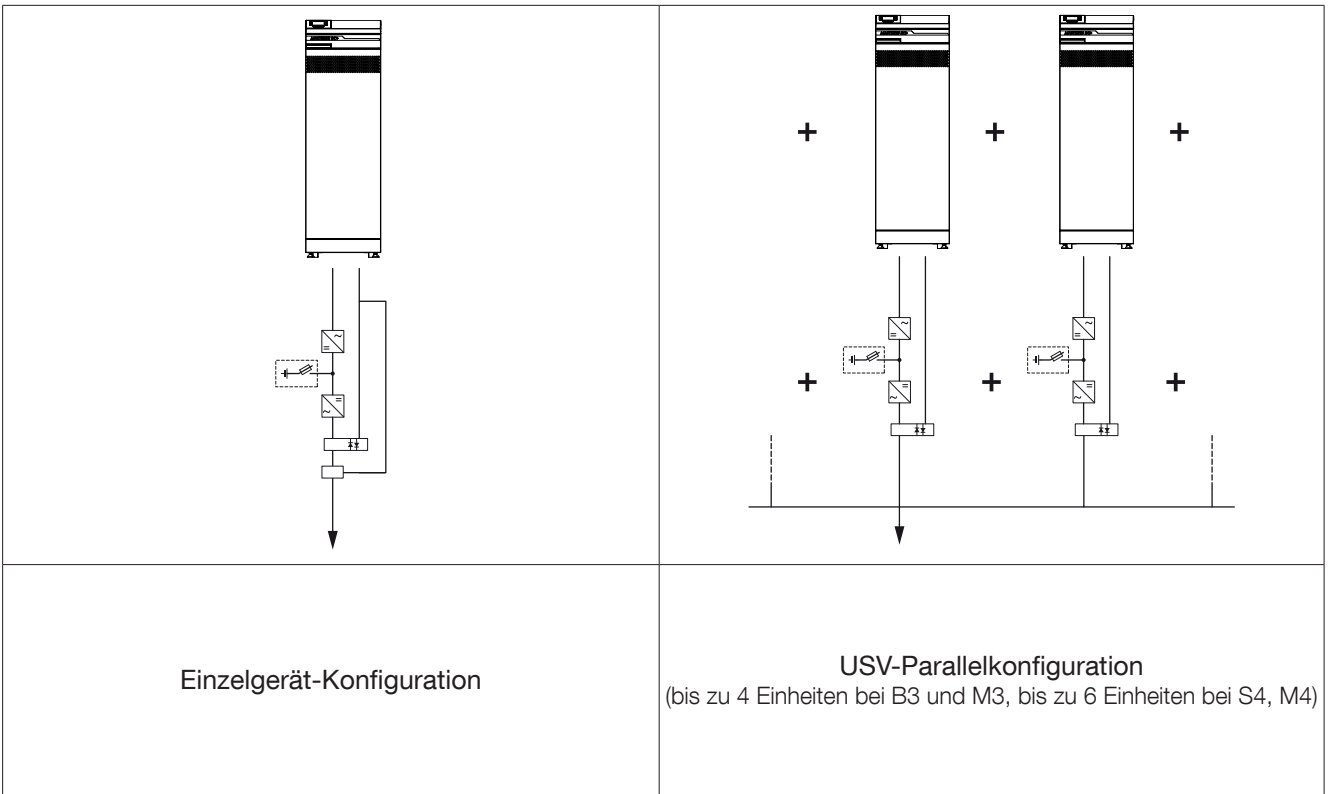 Einzelgerät-Konfiguration
USV-Parallelkonfiguration
(bis zu 4 Einheiten bei B3 und M3, bis zu 6 Einheiten bei S4, M4)